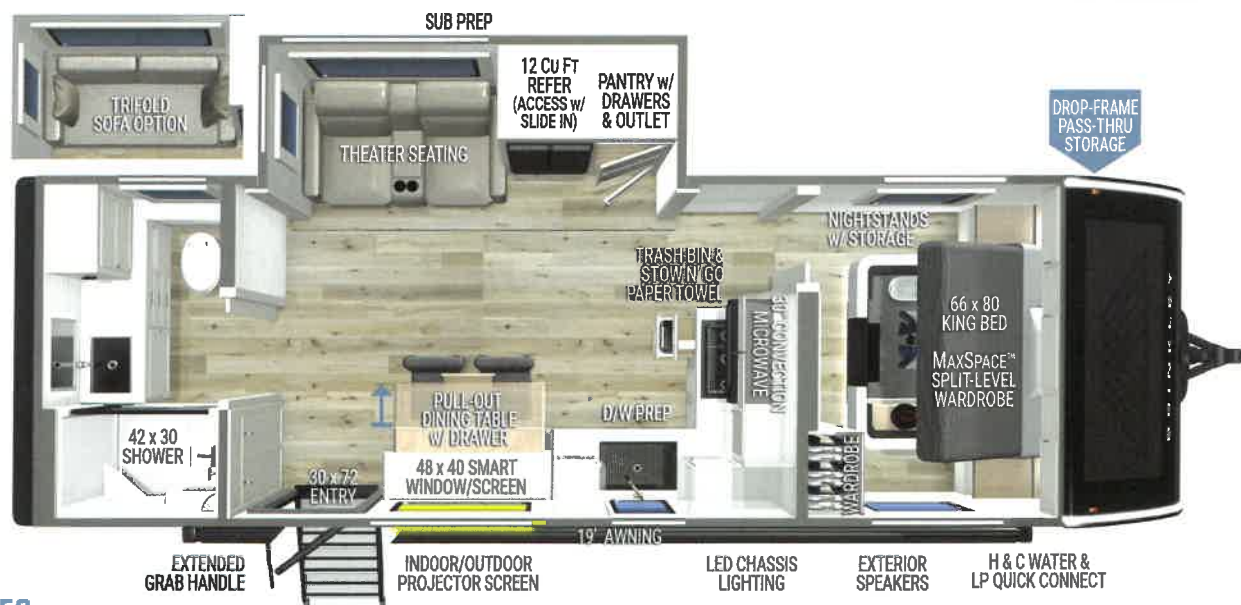 SUB PREP
TRIFOLD
SOFA OPTION
THEATER SEATING
12 CU FT
REFER
(ACCESS W/
SLIDE IN)
PANTRY W/
DRAWERS
& OUTLET
DROP-FRAME
PASS-THRU
STORAGE
NIGHTSTANDS
W/ STORAGE
TRASH BIN &
STOW N' GO
PAPER TOWEL
30" CONVECTION
MICROWAVE
66 x 80
KING BED
MAXSPACE™
SPLIT-LEVEL
WARDROBE
PULL-OUT
DINING TABLE
W/ DRAWER
D/W PREP
42 x 30
SHOWER
30 x 72
ENTRY
48 x 40 SMART
WINDOW/SCREEN
WARDROBE
19' AWNING
EXTENDED
GRAB HANDLE
INDOOR/OUTDOOR
PROJECTOR SCREEN
LED CHASSIS
LIGHTING
EXTERIOR
SPEAKERS
H & C WATER &
LP QUICK CONNECT